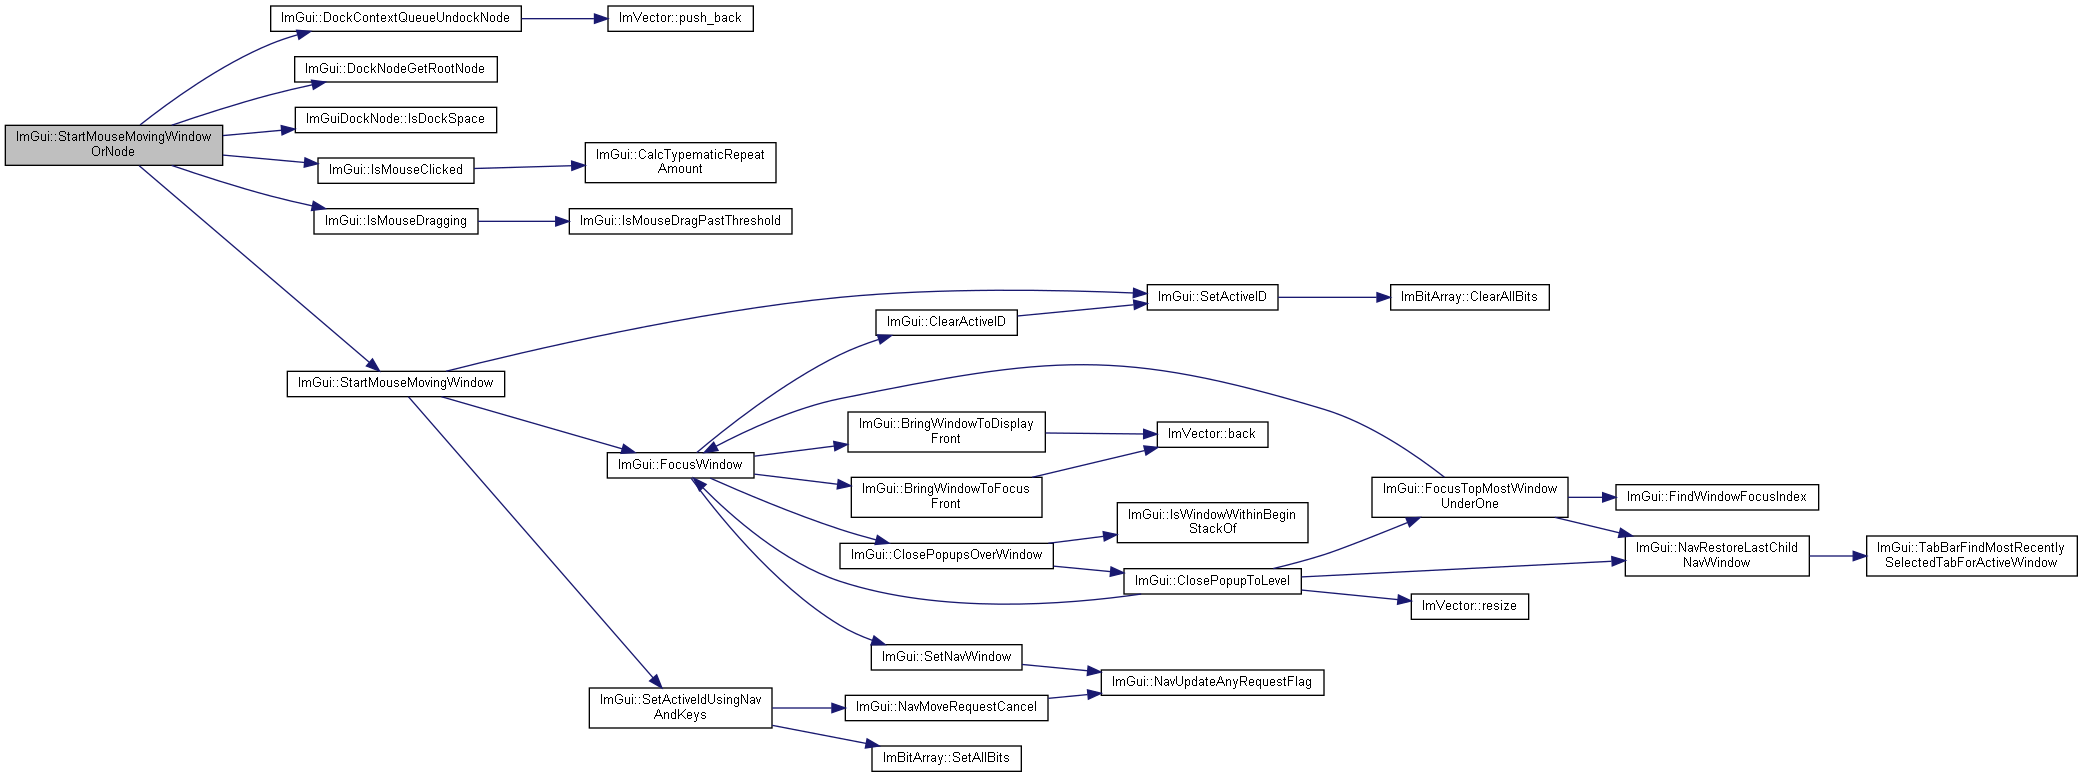 ImGui::DockContextQueueUndockNode
ImVector::push_back
ImGui::DockNodeGetRootNode
ImGuiDockNode::IsDockSpace
ImGui::StartMouseMovingWindow
OrNode
ImGui::IsMouseClicked
ImGui::CalcTypematicRepeat
Amount
ImGui::IsMouseDragging
ImGui::IsMouseDragPastThreshold
ImGui::SetActiveID
ImBitArray::ClearAllBits
ImGui::ClearActiveID
ImGui::StartMouseMovingWindow
ImGui::BringWindowToDisplay
Front
ImVector::back
ImGui::FocusWindow
ImGui::BringWindowToFocus
Front
ImGui::FocusTopMostWindow
UnderOne
ImGui::FindWindowFocusIndex
ImGui::IsWindowWithinBegin
StackOf
ImGui::ClosePopupsOverWindow
ImGui::NavRestoreLastChild
NavWindow
ImGui::TabBarFindMostRecently
SelectedTabForActiveWindow
ImGui::ClosePopupToLevel
ImVector::resize
ImGui::SetNavWindow
ImGui::NavUpdateAnyRequestFlag
ImGui::SetActiveIdUsingNav
AndKeys
ImGui::NavMoveRequestCancel
ImBitArray::SetAllBits